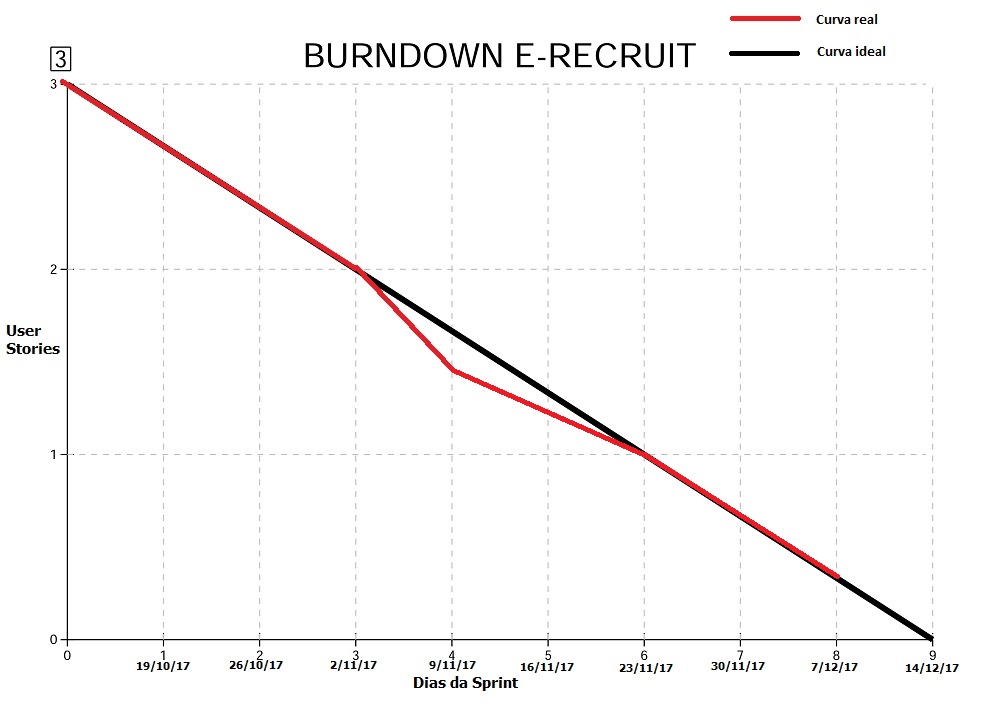 Curva real
Curva ideal
3
BURNDOWN E-RECRUIT
3
2
User
Stories
1
0
0 1 2 3 4 5 6 7 8 9
19/10/17 26/10/17 2/11/17 9/11/17 16/11/17 23/11/17 30/11/17 7/12/17 14/12/17
Dias da Sprint